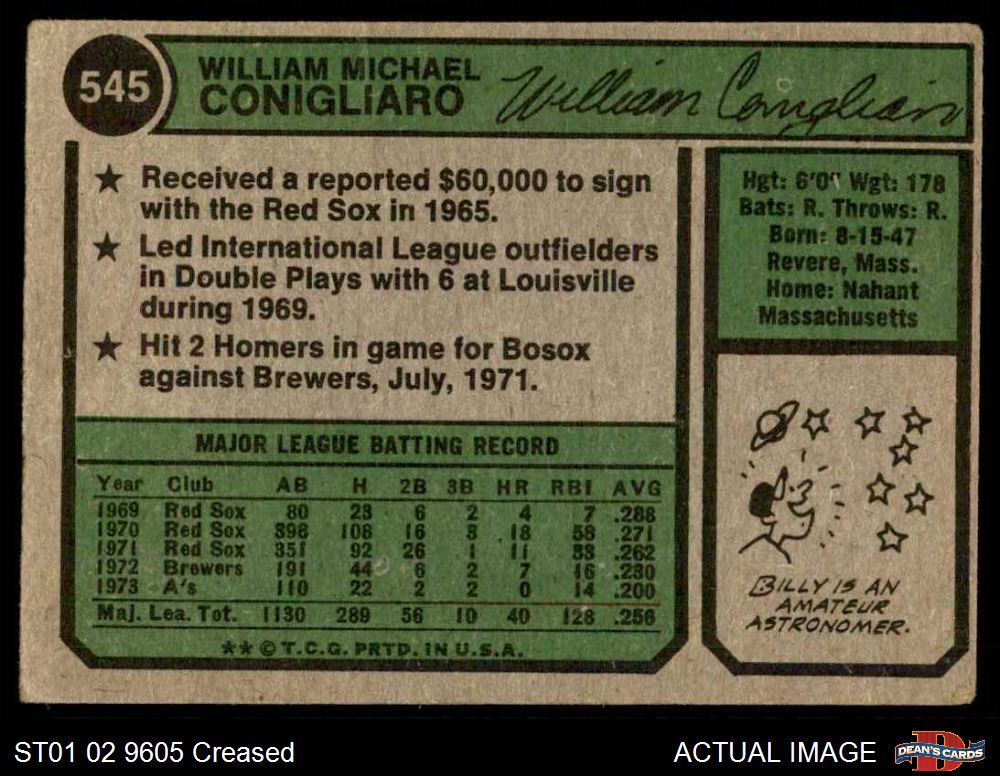 545
WILLIAM MICHAEL
CONIGLIARO
William Conigliaro
★ Received a reported $60,000 to sign
with the Red Sox in 1965.
★ Led International League outfielders
in Double Plays with 6 at Louisville
during 1969.
★ Hit 2 Homers in game for Bosox
against Brewers, July, 1971.
Hgt: 6'0" Wgt: 178
Bats: R. Throws: R.
Born: 8-15-47
Revere, Mass.
Home: Nahant
Massachusetts
MAJOR LEAGUE BATTING RECORD
Year Club AB H 2B 3B HR RBI AVG
1969 Red Sox 80 23 6 2 4 7 .288
1970 Red Sox 398 108 16 3 18 58 .271
1971 Red Sox 351 92 26 1 11 33 .262
1972 Brewers 191 44 6 2 7 16 .230
1973 A's 110 22 2 2 0 14 .200
Maj. Lea. Tot. 1130 289 56 10 40 128 .256
** © T.C.G. PRTD. IN U.S.A.
BILLY IS AN
AMATEUR
ASTRONOMER.
ST01 02 9605 Creased
ACTUAL IMAGE
DEAN'S CARDS